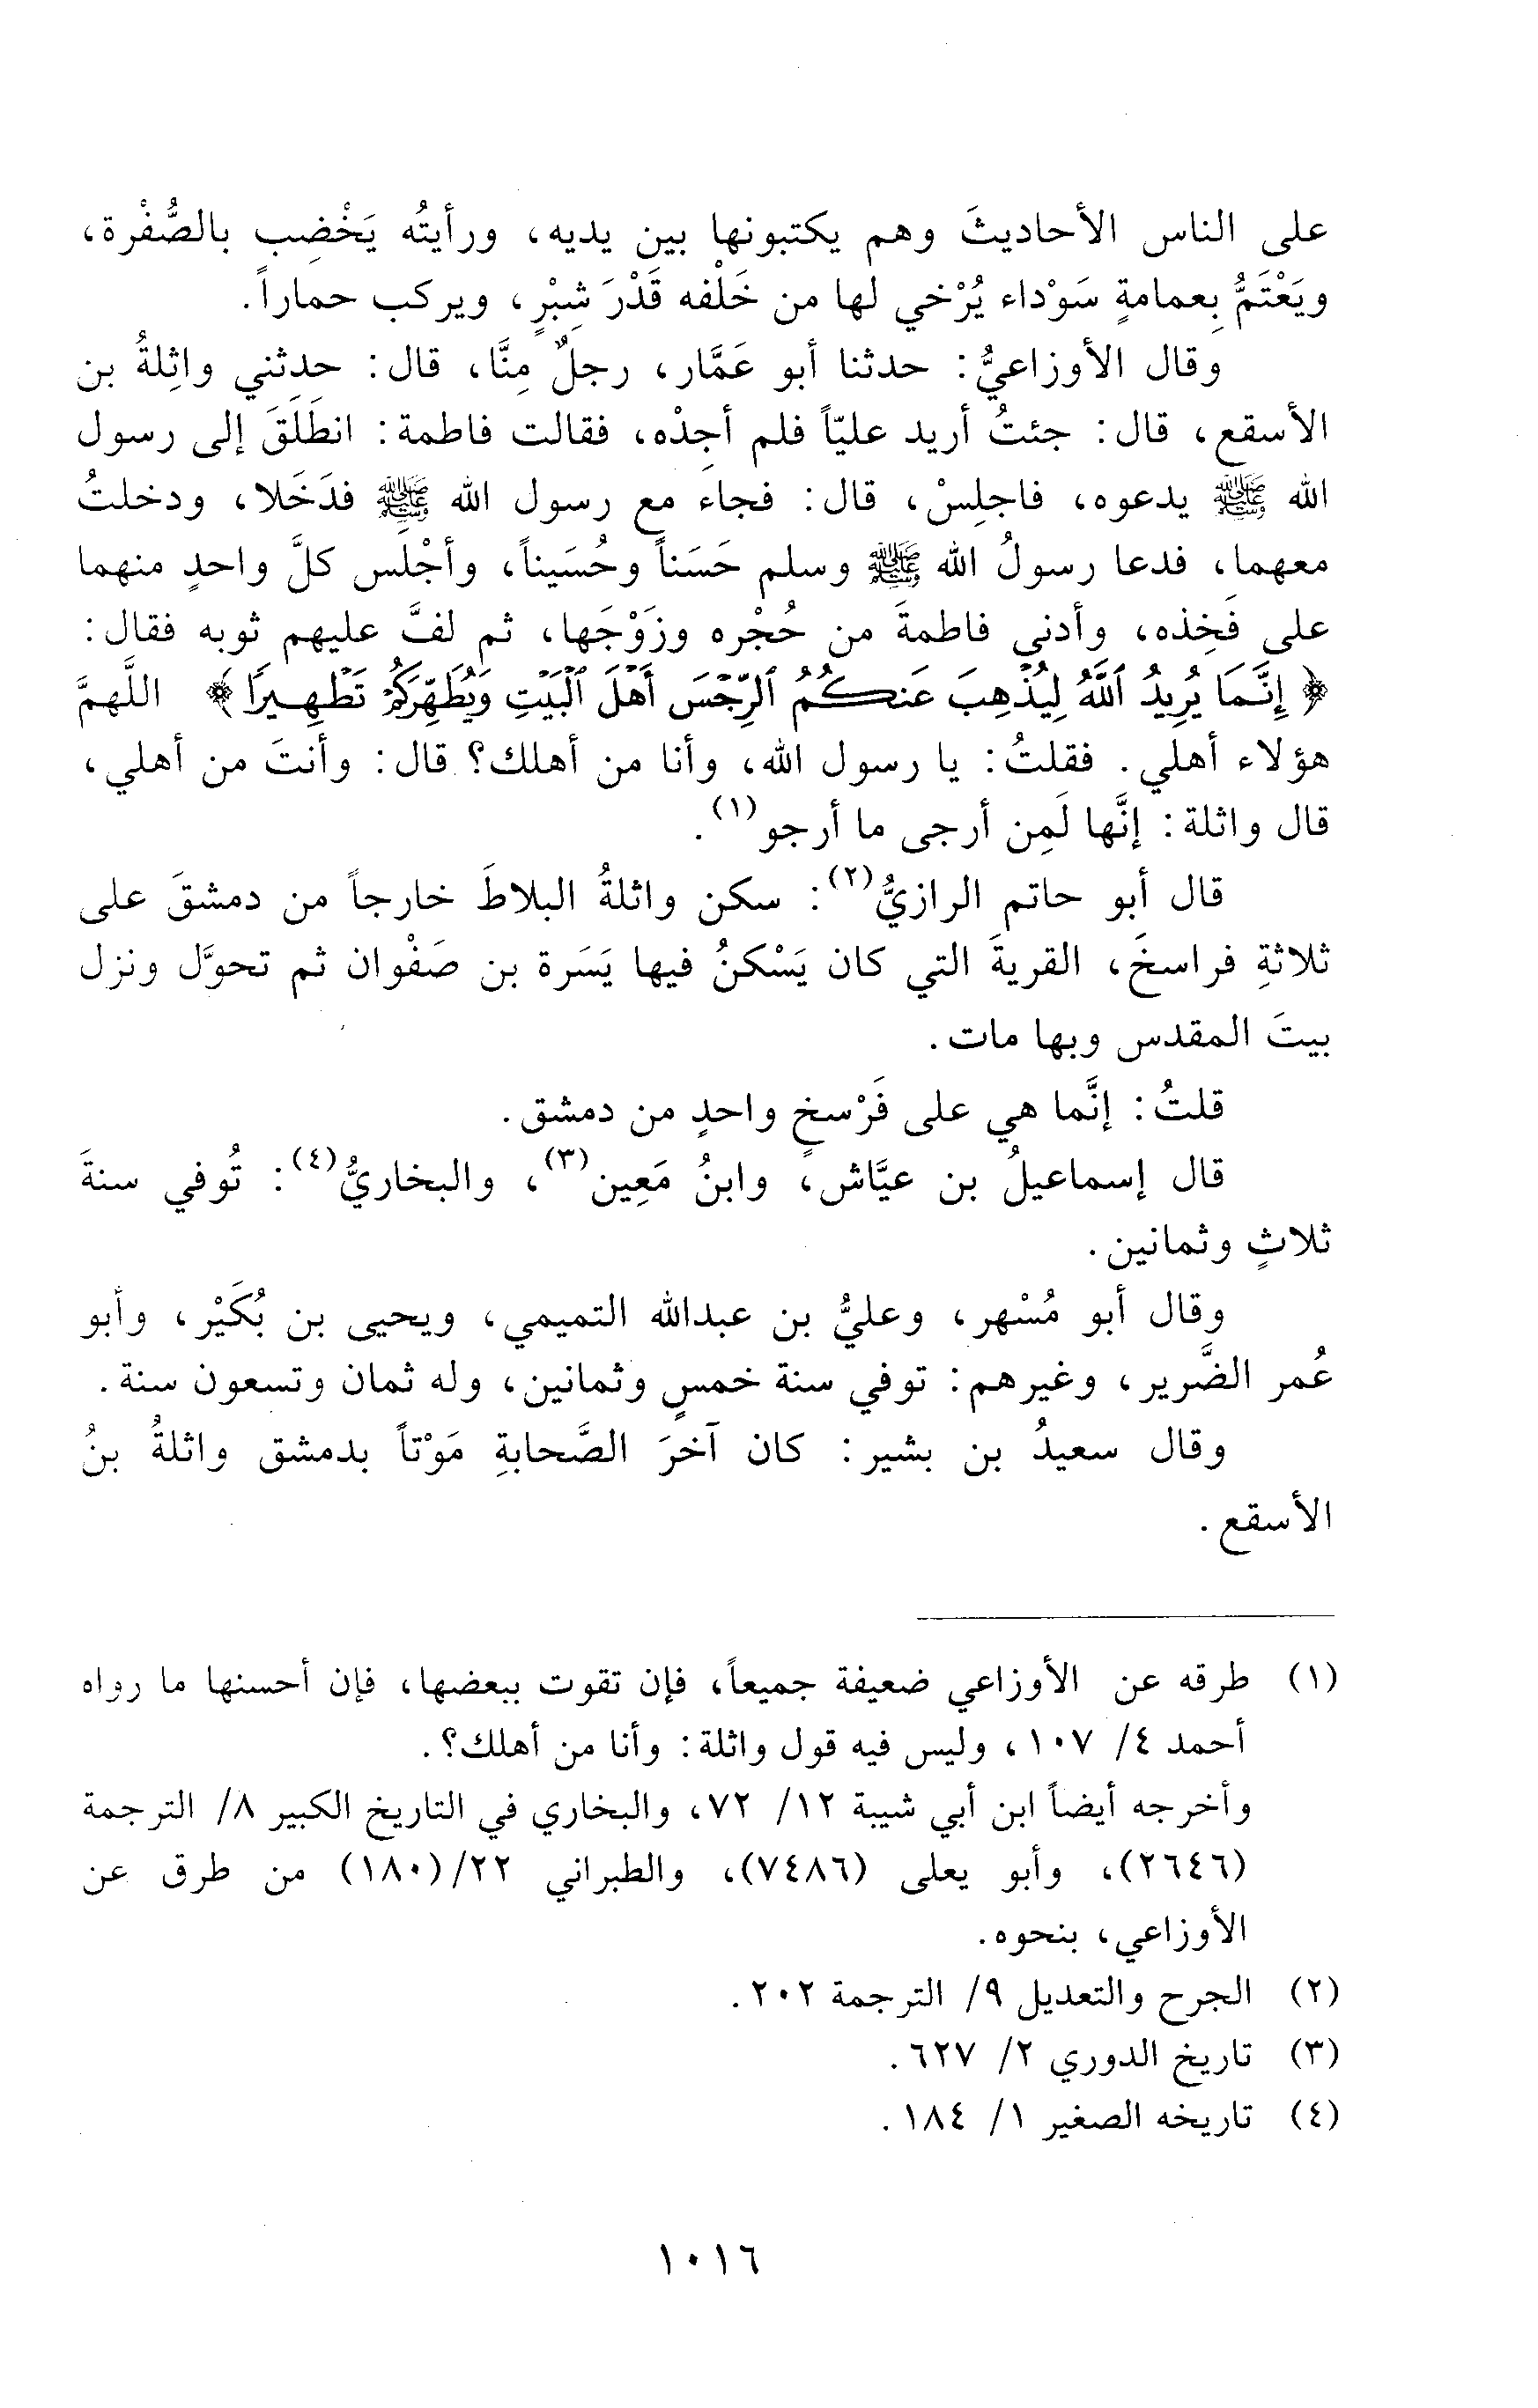 على الناس الأحاديثَ وهم يكتبونها بين يديه، ورأيتُه يَخْضِب بالصُّفْرة،
ويَعْتَمُّ بِعمامةٍ سَوْداء يُرْخي لها من خَلْفه قَدْرَ شِبْرٍ، ويركب حماراً.
وقال الأوزاعيُّ: حدثنا أبو عَمَّار، رجلٌ مِنَّا، قال: حدثني واثِلةُ بن
الأسقع، قال: جئتُ أريد عليّاً فلم أجِدْه، فقالت فاطمة: انطَلَقَ إلى رسول
الله ﷺ يدعوه، فاجلِسْ، قال: فجاءَ مع رسول الله ﷺ فدَخَلا، ودخلتُ
معهما، فدعا رسولُ الله ﷺ وسلم حَسَناً وحُسَيناً، وأجْلَس كلَّ واحدٍ منهما
على فَخِذه، وأدنى فاطمةَ من حُجْره وزَوْجَها، ثم لفَّ عليهم ثوبه فقال:
﴿ إِنَّمَا يُرِيدُ ٱللَّهُ لِيُذْهِبَ عَنكُمُ ٱلرِّجْسَ أَهْلَ ٱلْبَيْتِ وَيُطَهِّرَكُمْ تَطْهِيرًا ﴾ اللَّهمَّ
هؤلاء أهلي. فقلتُ: يا رسول الله، وأنا من أهلك؟ قال: وأنتَ من أهلي،
قال واثلة: إنَّها لَمِن أرجى ما أرجو(١).
قال أبو حاتم الرازيُّ(٢): سكن واثلةُ البلاطَ خارجاً من دمشقَ على
ثلاثةِ فراسخَ، القريةَ التي كان يَسْكنُ فيها يَسَرة بن صَفْوان ثم تحوَّل ونزل
بيتَ المقدس وبها مات.
قلتُ: إنَّما هي على فَرْسخٍ واحدٍ من دمشق.
قال إسماعيلُ بن عيَّاش، وابنُ مَعِين(٣)، والبخاريُّ(٤): تُوفي سنةَ
ثلاثٍ وثمانين.
وقال أبو مُسْهر، وعليُّ بن عبدالله التميمي، ويحيى بن بُكَيْر، وأبو
عُمر الضَّرير، وغيرهم: توفي سنة خمسٍ وثمانين، وله ثمان وتسعون سنة.
وقال سعيدُ بن بشير: كان آخرَ الصَّحابةِ مَوْتاً بدمشق واثلةُ بنُ
الأسقع.
(١) طرقه عن الأوزاعي ضعيفة جميعاً، فإن تقوت ببعضها، فإن أحسنها ما رواه
أحمد ٤/ ١٠٧، وليس فيه قول واثلة: وأنا من أهلك؟.
وأخرجه أيضاً ابن أبي شيبة ١٢/ ٧٢، والبخاري في التاريخ الكبير ٨/ الترجمة
(٢٦٤٦)، وأبو يعلى (٧٤٨٦)، والطبراني ٢٢/(١٨٠) من طرق عن
الأوزاعي، بنحوه.
(٢) الجرح والتعديل ٩/ الترجمة ٢٠٢.
(٣) تاريخ الدوري ٢/ ٦٢٧.
(٤) تاريخه الصغير ١/ ١٨٤.
١٠١٦